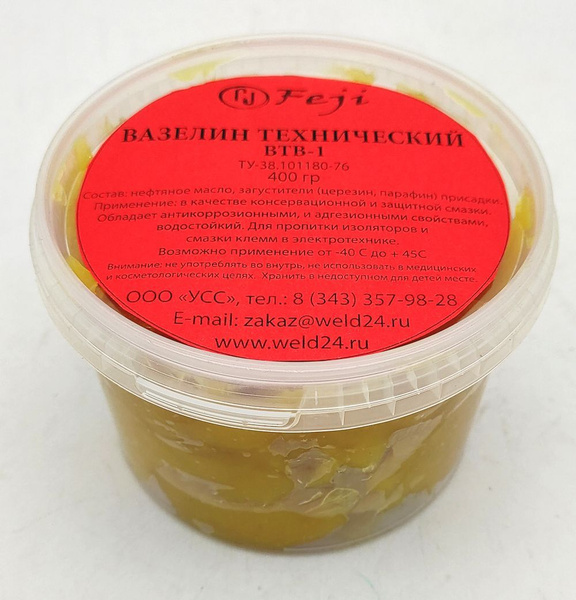 Feji
ВАЗЕЛИН ТЕХНИЧЕСКИЙ
ВТВ-1
ТУ-38.101180-76
400 гр
Состав: нефтяное масло, загустители (церезин, парафин) присадки.
Применение: в качестве консервационной и защитной смазки.
Обладает антикоррозионными, и адгезионными свойствами,
водостойкий. Для пропитки изоляторов и
смазки клемм в электротехнике.
Возможно применение от -40 С до + 45С
Внимание: не употреблять во внутрь, не использовать в медицинских
и косметологических целях. Хранить в недоступном для детей месте.
ООО «УСС», тел.: 8 (343) 357-98-28
E-mail: zakaz@weld24.ru
www.weld24.ru